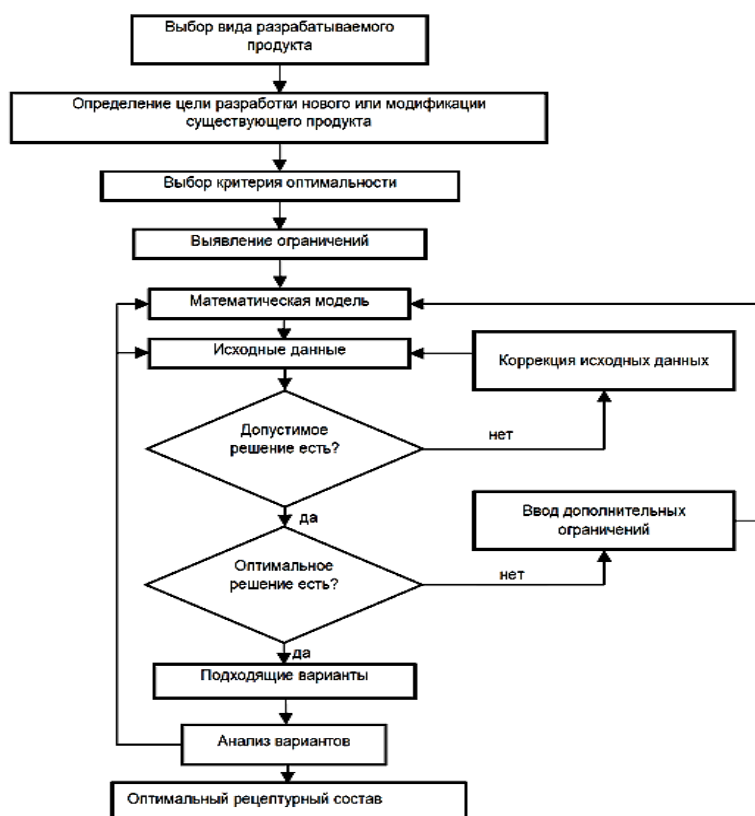 Выбор вида разрабатываемого
продукта
Определение цели разработки нового или модификации
существующего продукта
Выбор критерия оптимальности
Выявление ограничений
Математическая модель
Исходные данные
Коррекция исходных данных
Допустимое
решение есть?
нет
да
Ввод дополнительных
ограничений
Оптимальное
решение есть?
нет
да
Подходящие варианты
Анализ вариантов
Оптимальный рецептурный состав